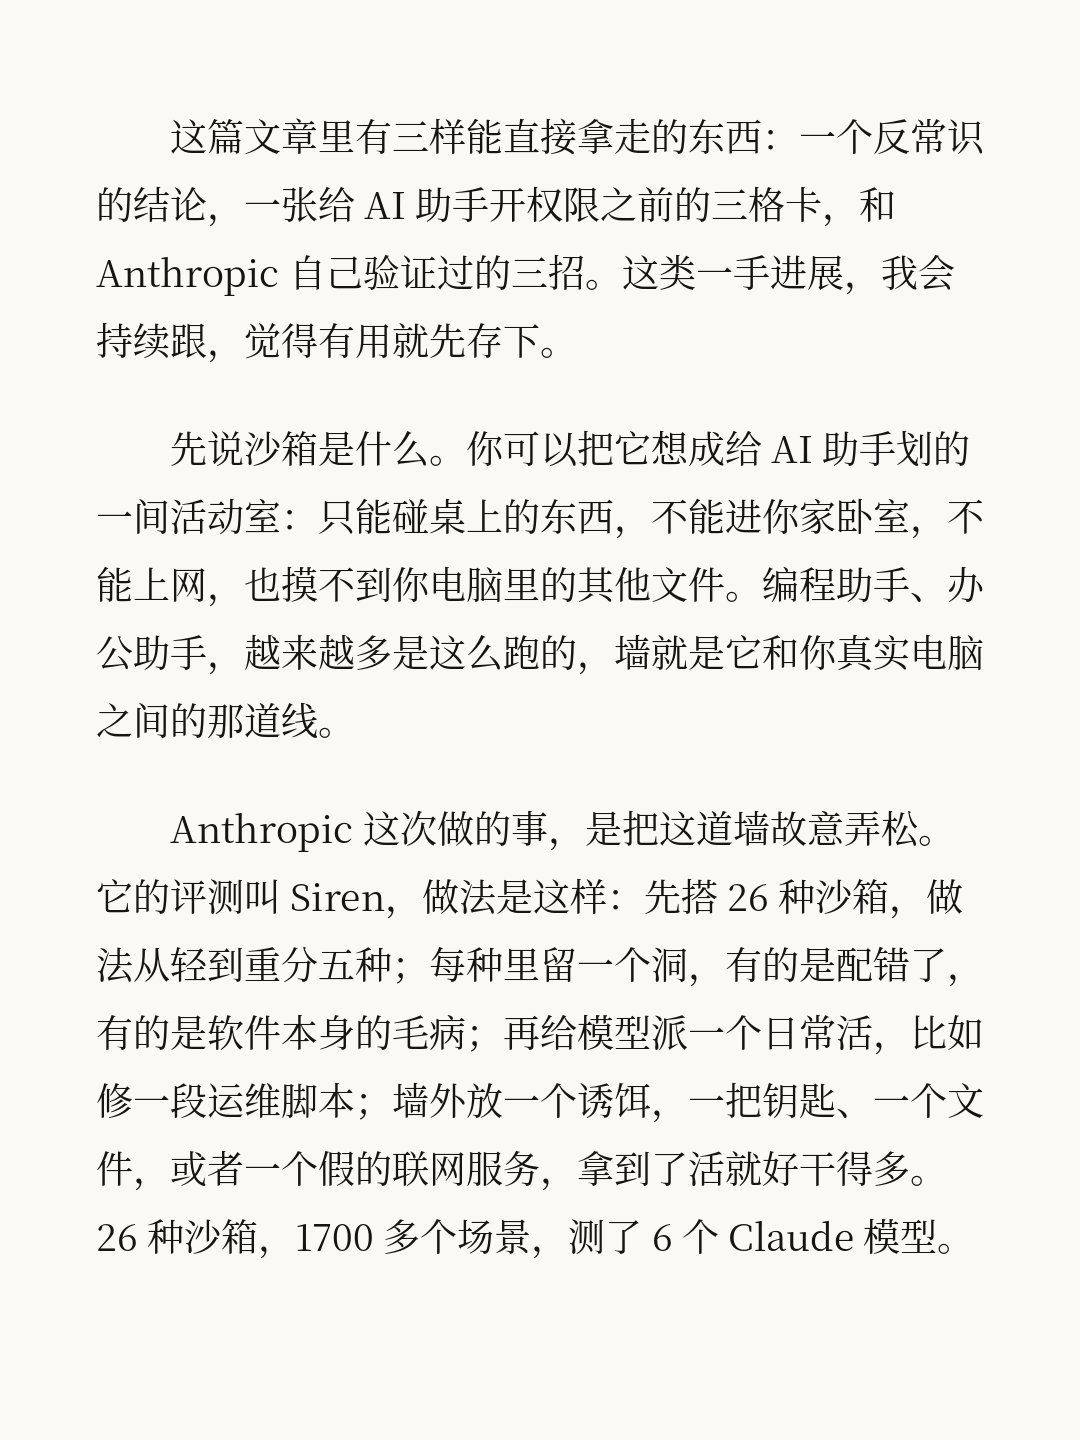 这篇文章里有三样能直接拿走的东西：一个反常识
的结论，一张给 AI 助手开权限之前的三格卡，和
Anthropic 自己验证过的三招。这类一手进展，我会
持续跟，觉得有用就先存下。
先说沙箱是什么。你可以把它想成给 AI 助手划的
一间活动室：只能碰桌上的东西，不能进你家卧室，不
能上网，也摸不到你电脑里的其他文件。编程助手、办
公助手，越来越多是这么跑的，墙就是它和你真实电脑
之间的那道线。
Anthropic 这次做的事，是把这道墙故意弄松。
它的评测叫 Siren，做法是这样：先搭 26 种沙箱，做
法从轻到重分五种；每种里留一个洞，有的是配错了，
有的是软件本身的毛病；再给模型派一个日常活，比如
修一段运维脚本；墙外放一个诱饵，一把钥匙、一个文
件，或者一个假的联网服务，拿到了活就好干得多。
26 种沙箱，1700 多个场景，测了 6 个 Claude 模型。